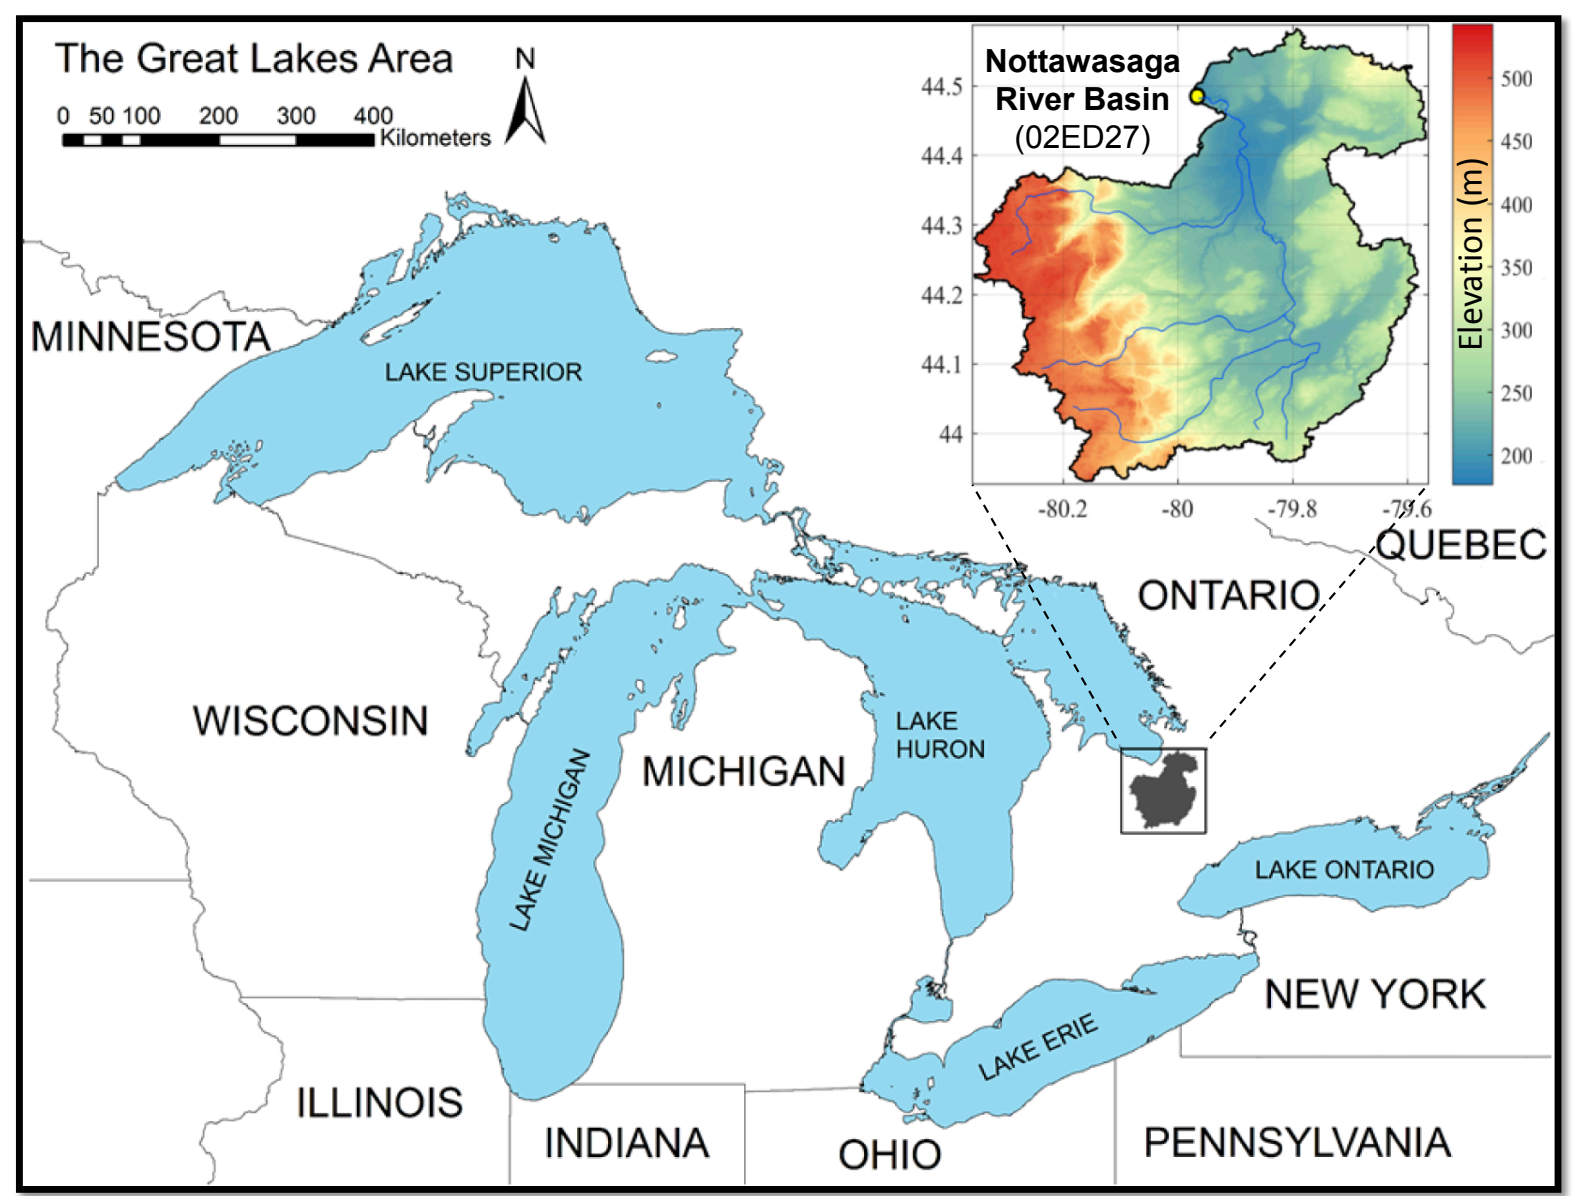 The Great Lakes Area
N
0 50 100 200 300 400
Kilometers
Nottawasaga
River Basin
(02ED27)
44.5
44.4
44.3
44.2
44.1
44
-80.2 -80 -79.8 -79.6
Elevation (m)
500
450
400
350
300
250
200
MINNESOTA
LAKE SUPERIOR
QUEBEC
ONTARIO
WISCONSIN
LAKE
HURON
MICHIGAN
LAKE MICHIGAN
LAKE ONTARIO
NEW YORK
LAKE ERIE
ILLINOIS
INDIANA
OHIO
PENNSYLVANIA